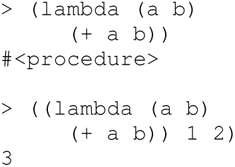 > (lambda (a b)
    (+ a b))
#<procedure>

> ((lambda (a b)
    (+ a b)) 1 2)
3